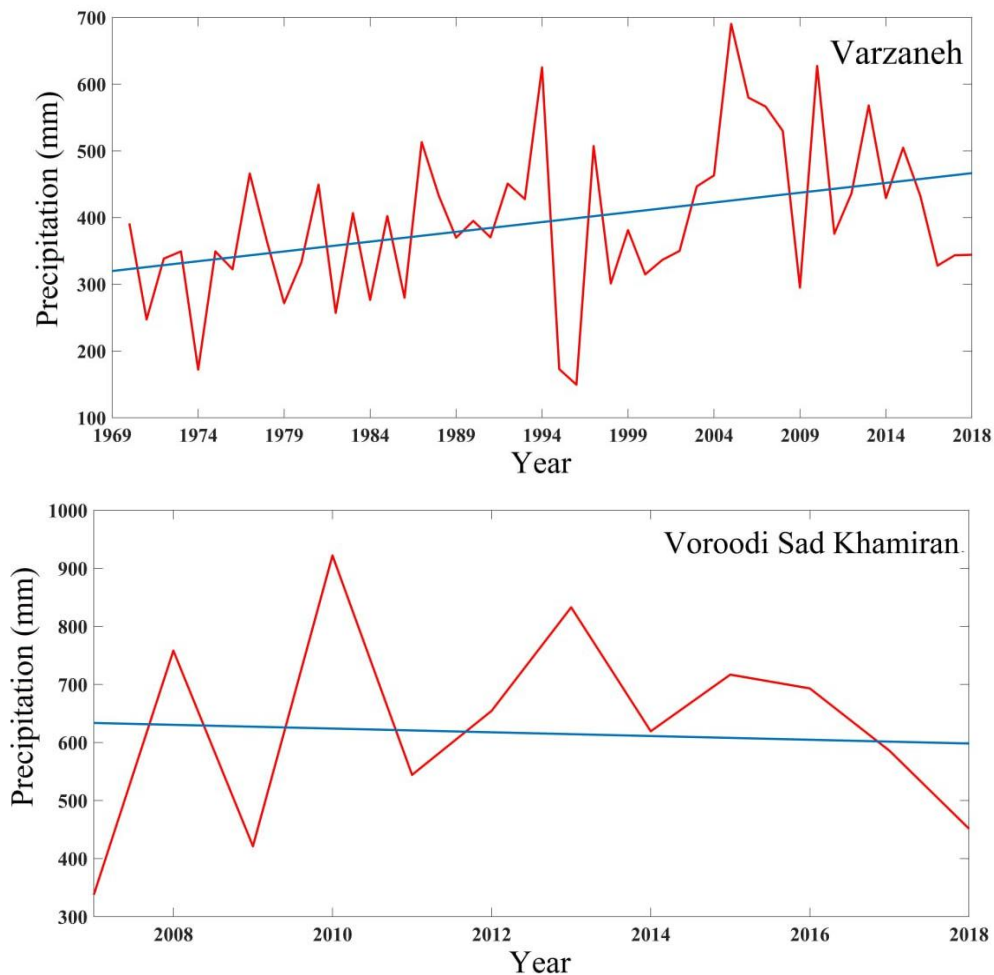 700
Varzaneh
600
500
400
300
200
100
Precipitation (mm)
1969 1974 1979 1984 1989 1994 1999 2004 2009 2014 2018
Year
1000
Voroodi Sad Khamiran
900
800
700
600
500
400
300
Precipitation (mm)
2008 2010 2012 2014 2016 2018
Year